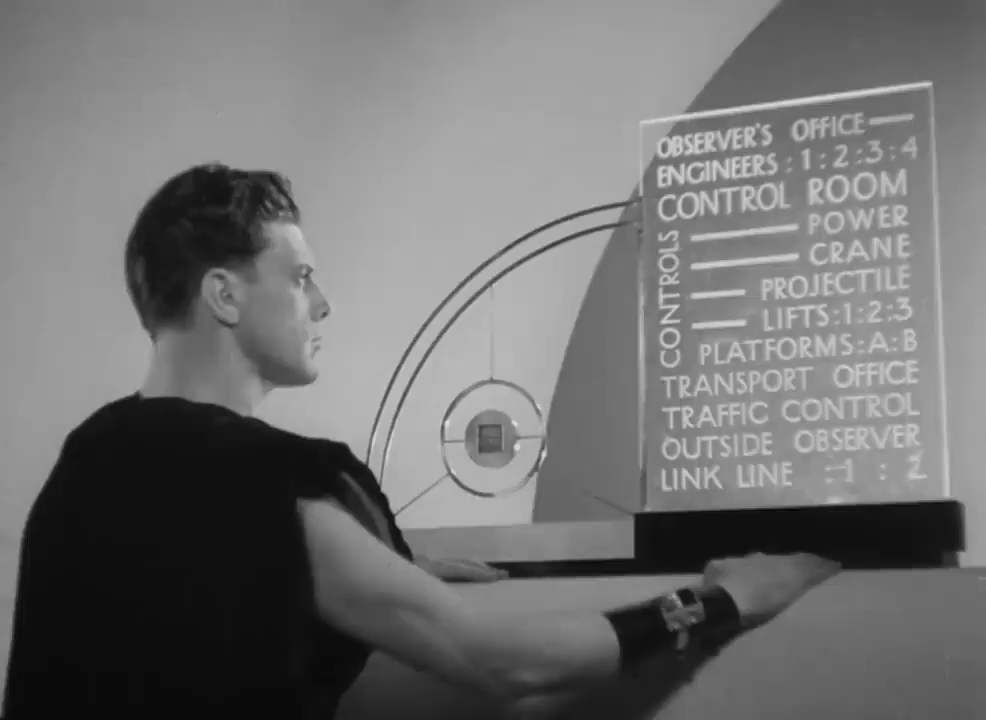 OBSERVER'S OFFICE
ENGINEERS : 1 : 2 : 3 : 4
CONTROL ROOM
CONTROLS
POWER
CRANE
PROJECTILE
LIFTS : 1 : 2 : 3
PLATFORMS : A : B
TRANSPORT OFFICE
TRAFFIC CONTROL
OUTSIDE OBSERVER
LINK LINE : 1 : 2